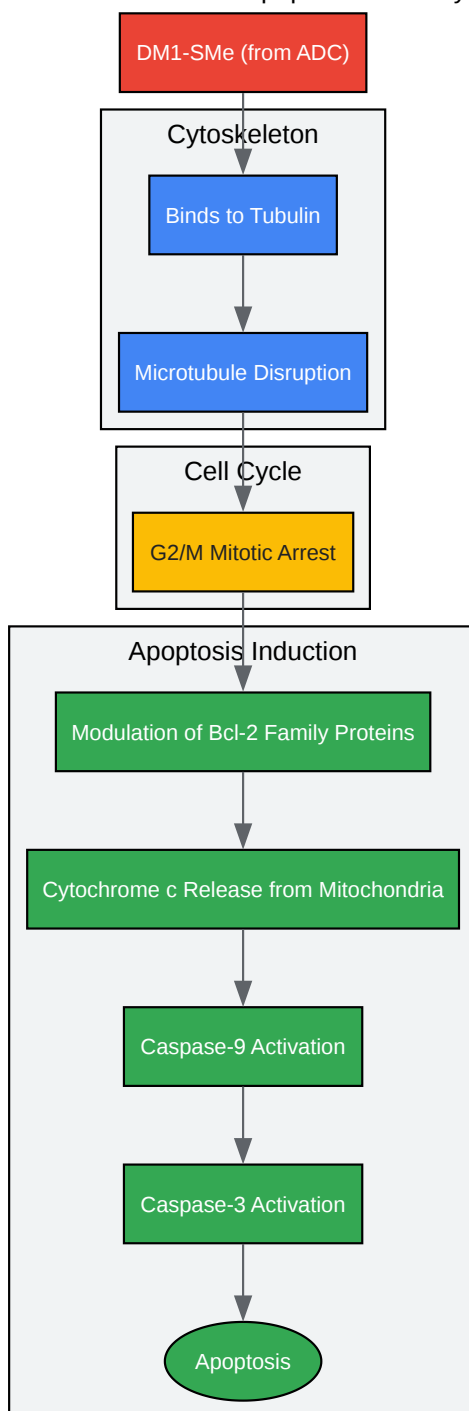 DM1-SMe (from ADC)
Cytoskeleton
Binds to Tubulin
Microtubule Disruption
Cell Cycle
G2/M Mitotic Arrest
Apoptosis Induction
Modulation of Bcl-2 Family Proteins
Cytochrome c Release from Mitochondria
Caspase-9 Activation
Caspase-3 Activation
Apoptosis